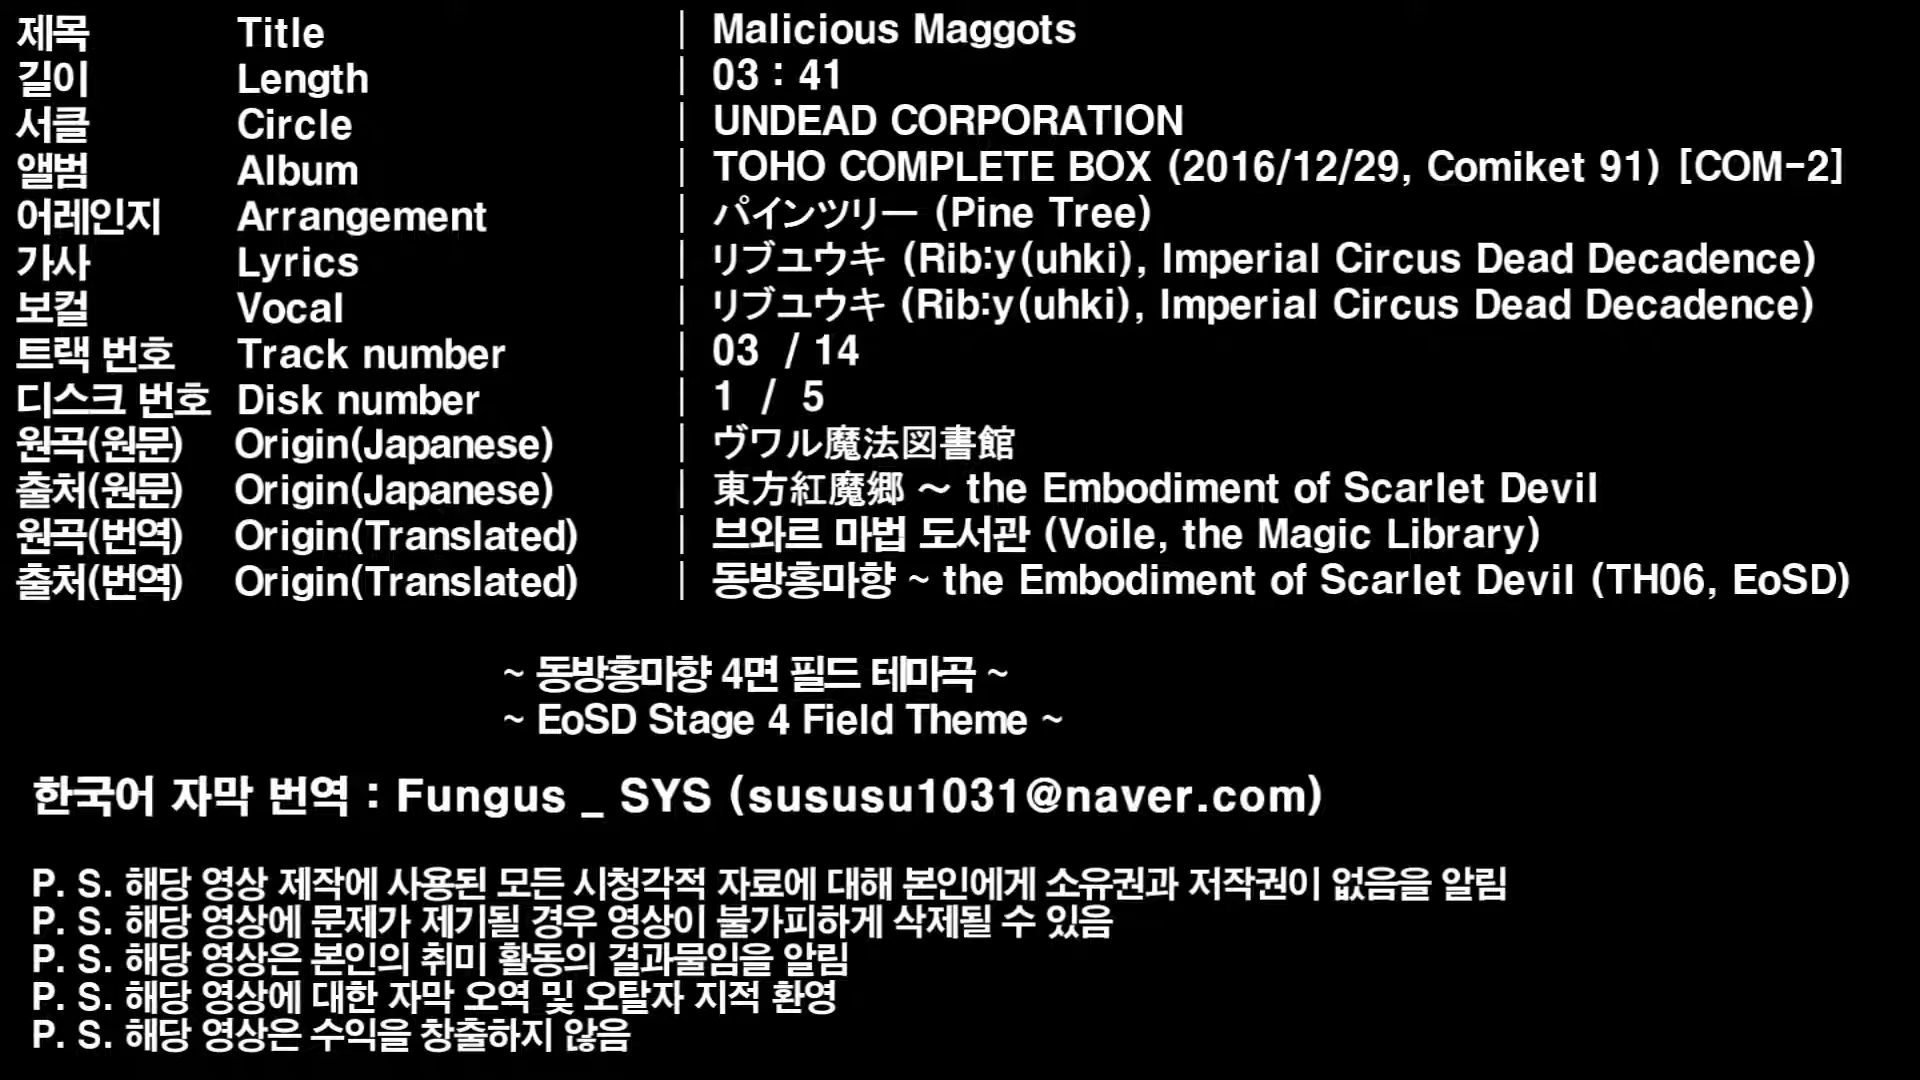 제목 Title | Malicious Maggots
길이 Length | 03 : 41
서클 Circle | UNDEAD CORPORATION
앨범 Album | TOHO COMPLETE BOX (2016/12/29, Comiket 91) [COM-2]
어레인지 Arrangement | パインツリー (Pine Tree)
가사 Lyrics | リブユウキ (Rib:y(uhki), Imperial Circus Dead Decadence)
보컬 Vocal | リブユウキ (Rib:y(uhki), Imperial Circus Dead Decadence)
트랙 번호 Track number | 03 / 14
디스크 번호 Disk number | 1 / 5
원곡(원문) Origin(Japanese) | ヴワル魔法図書館
출처(원문) Origin(Japanese) | 東方紅魔郷 ～ the Embodiment of Scarlet Devil
원곡(번역) Origin(Translated) | 브와르 마법 도서관 (Voile, the Magic Library)
출처(번역) Origin(Translated) | 동방홍마향 ~ the Embodiment of Scarlet Devil (TH06, EoSD)
~ 동방홍마향 4면 필드 테마곡 ~
~ EoSD Stage 4 Field Theme ~
한국어 자막 번역 : Fungus _ SYS (sususu1031@naver.com)
P. S. 해당 영상 제작에 사용된 모든 시청각적 자료에 대해 본인에게 소유권과 저작권이 없음을 알림
P. S. 해당 영상에 문제가 제기될 경우 영상이 불가피하게 삭제될 수 있음
P. S. 해당 영상은 본인의 취미 활동의 결과물임을 알림
P. S. 해당 영상에 대한 자막 오역 및 오탈자 지적 환영
P. S. 해당 영상은 수익을 창출하지 않음